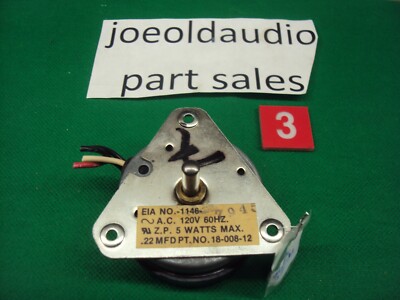 joeoldaudio
part sales
3
EIA NO.-1146-
A.C. 120V 60HZ.
Z.P. 5 WATTS MAX.
.22 MFD PT. NO. 18-008-12